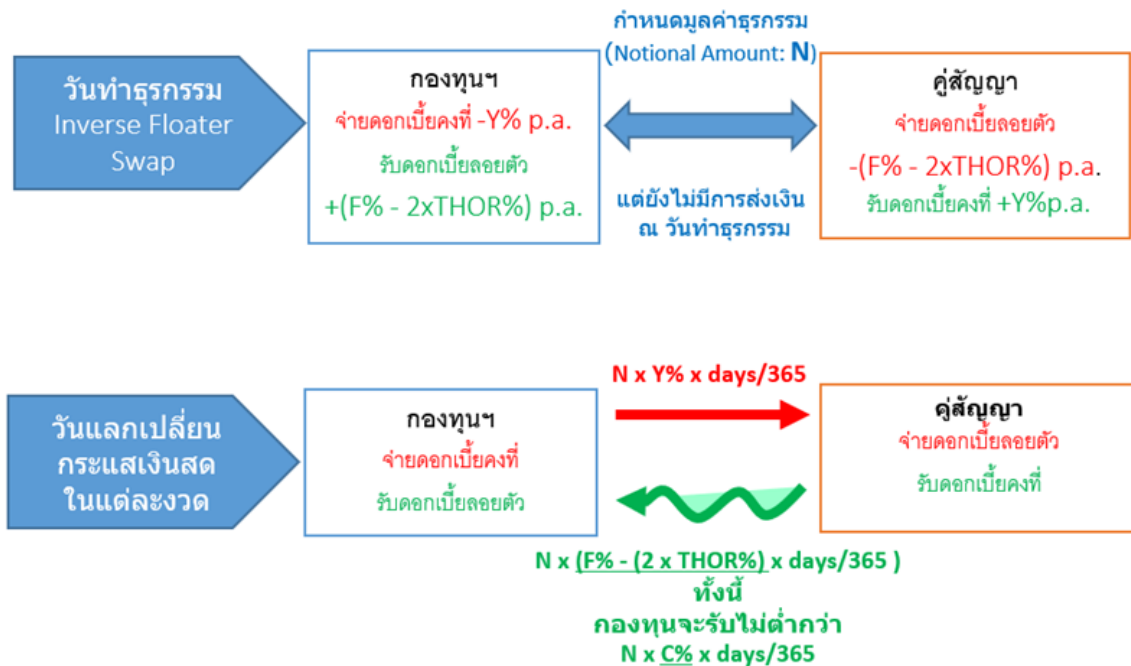 กำหนดมูลค่าธุรกรรม
(Notional Amount: N)
วันทำธุรกรรม
Inverse Floater
Swap
กองทุนฯ
จ่ายดอกเบี้ยคงที่ -Y% p.a.
รับดอกเบี้ยลอยตัว
+(F% - 2xTHOR%) p.a.
แต่ยังไม่มีการส่งเงิน
ณ วันทำธุรกรรม
คู่สัญญา
จ่ายดอกเบี้ยลอยตัว
-(F% - 2xTHOR%) p.a.
รับดอกเบี้ยคงที่ +Y%p.a.
วันแลกเปลี่ยน
กระแสเงินสด
ในแต่ละงวด
กองทุนฯ
จ่ายดอกเบี้ยคงที่
รับดอกเบี้ยลอยตัว
N x Y% x days/365
คู่สัญญา
จ่ายดอกเบี้ยลอยตัว
รับดอกเบี้ยคงที่
N x (F% - (2 x THOR%) x days/365 )
ทั้งนี้
กองทุนจะรับไม่ต่ำกว่า
N x C% x days/365